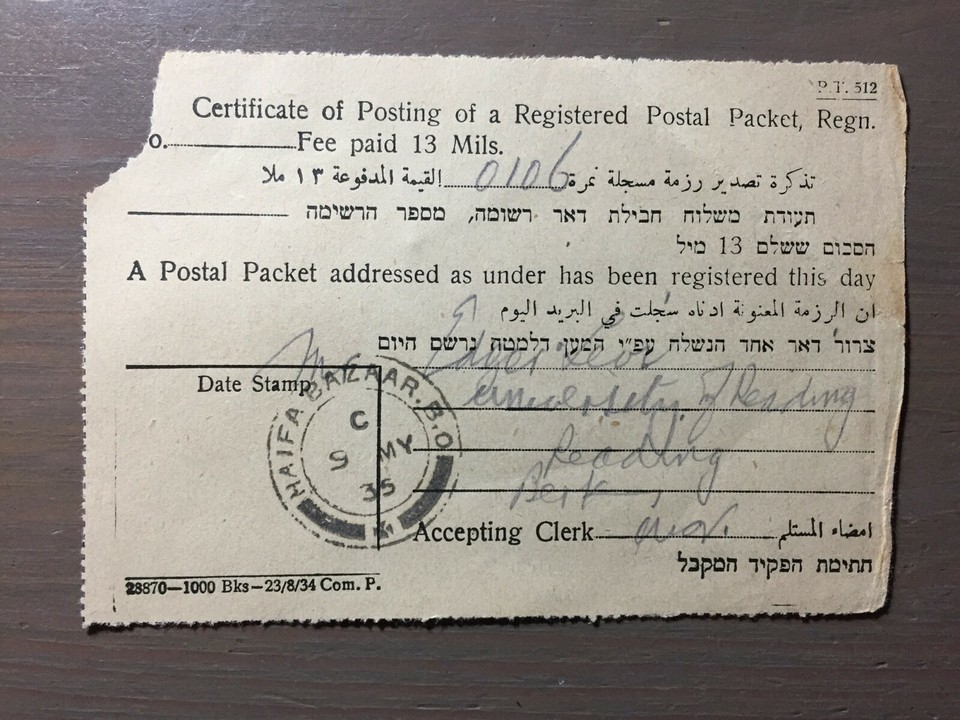 P.T. 512
Certificate of Posting of a Registered Postal Packet, Regn.
o. Fee paid 13 Mils.
تذكرة تصدير رزمة مسجلة نمرة 0106 القيمة المدفوعة ١٣ ملا
תעודת משלוח חבילת דאר רשומה, מספר הרשימה
הסכום ששלם 13 מיל
A Postal Packet addressed as under has been registered this day
ان الرزمة المعنونة ادناه سُجلت في البريد اليوم
צרור דאר אחד הנשלח עפ״י המען דלמטה נרשם היום
Date Stamp
HAIFA BAZAAR. B.O
C
9 MY
35
University of Reading
Reading
Accepting Clerk امضاء المستلم
חתימת הפקיד המקבל
23870—1000 Bks—23/8/34 Com. P.